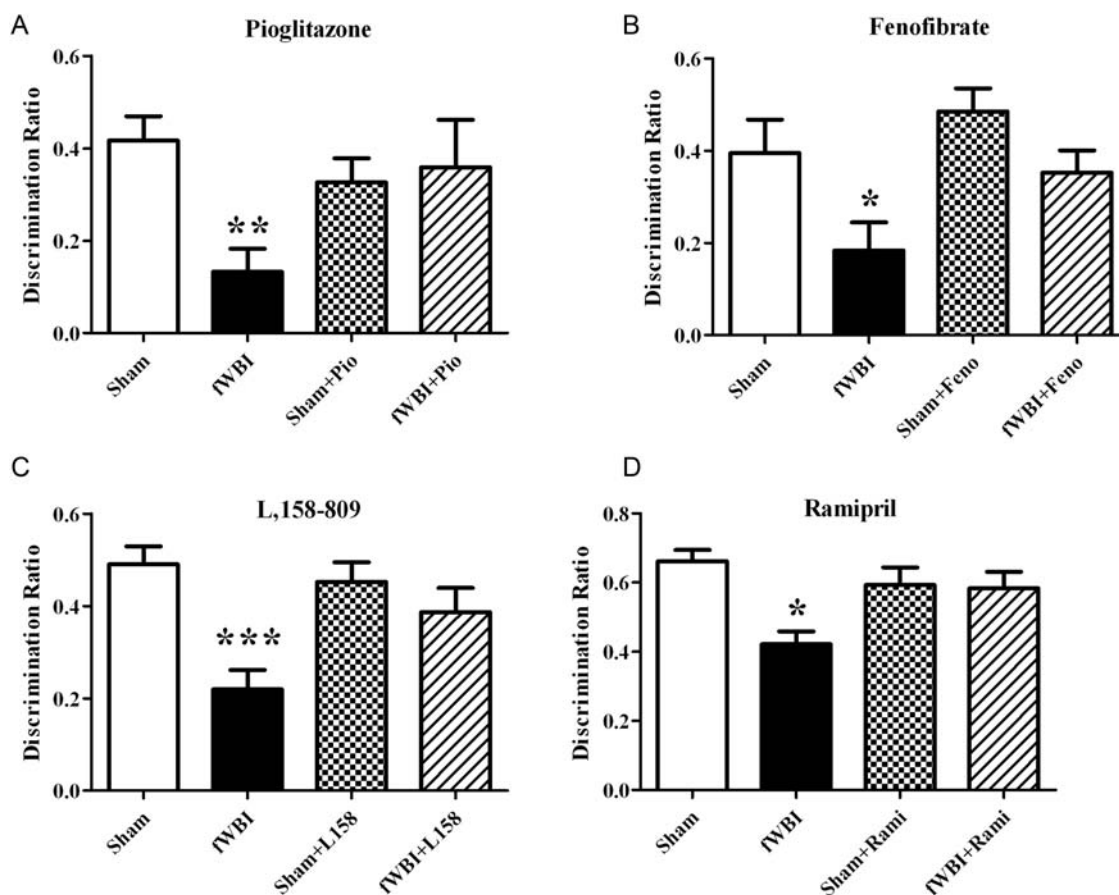 A
Pioglitazone
Discrimination Ratio
0.6
0.4
0.2
0.0
**
Sham
fWBI
Sham+Pio
fWBI+Pio
B
Fenofibrate
Discrimination Ratio
0.6
0.4
0.2
0.0
*
Sham
fWBI
Sham+Feno
fWBI+Feno
C
L,158-809
Discrimination Ratio
0.6
0.4
0.2
0.0
***
Sham
fWBI
Sham+L158
fWBI+L158
D
Ramipril
Discrimination Ratio
0.8
0.6
0.4
0.2
0.0
*
Sham
fWBI
Sham+Rami
fWBI+Rami